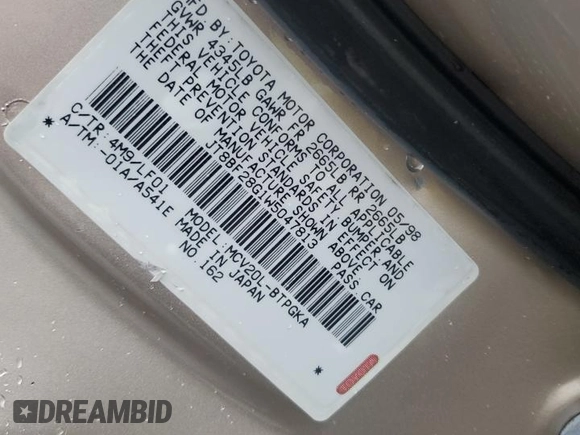 MFD. BY: TOYOTA MOTOR CORPORATION 05/98
GVWR 4345LB GAWR FR 2665LB RR 2665LB
THIS VEHICLE CONFORMS TO ALL APPLICABLE
FEDERAL MOTOR VEHICLE SAFETY, BUMPER, AND
THEFT PREVENTION STANDARDS IN EFFECT ON
THE DATE OF MANUFACTURE SHOWN ABOVE.
JT8BF28G1W5047813 PASS CAR
* *
C/TR: 4M9/LF01 MODEL: MCV20L-BTPGKA
A/TM: -01A/A541E MADE IN JAPAN
NO. 162
TOYOTA
DREAMBID